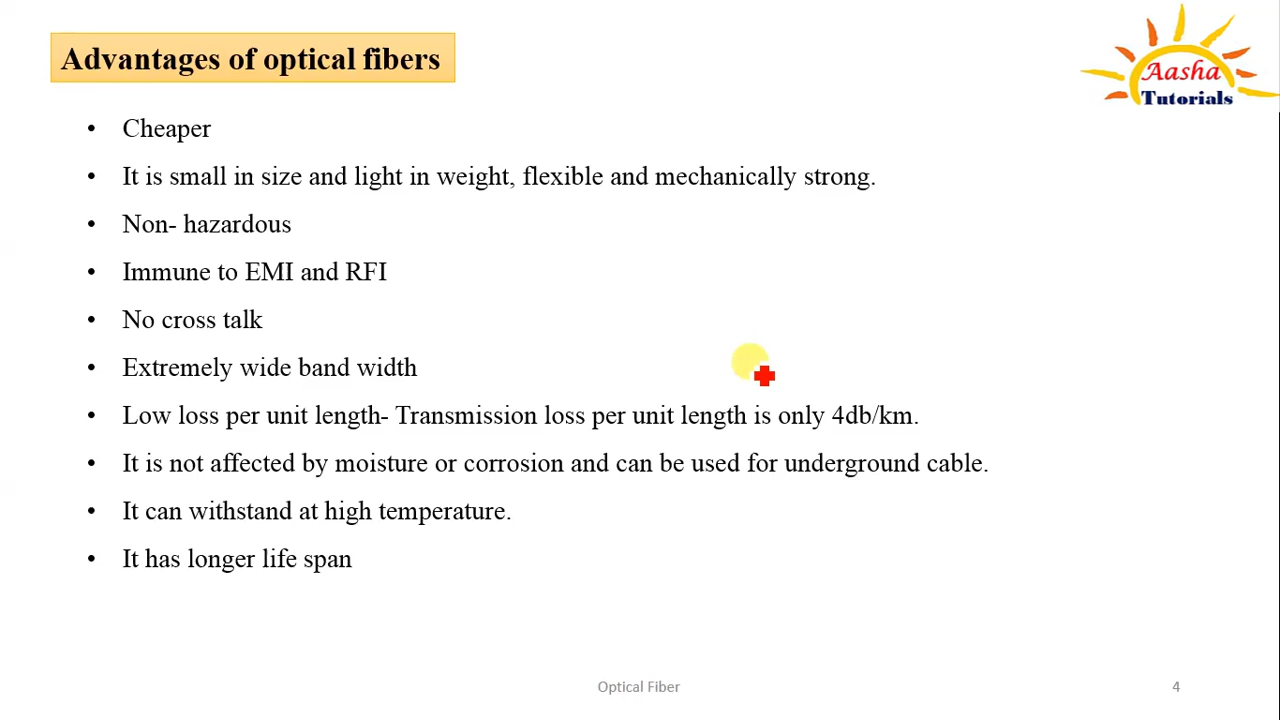 Advantages of optical fibers
Aasha
Tutorials
• Cheaper
• It is small in size and light in weight, flexible and mechanically strong.
• Non- hazardous
• Immune to EMI and RFI
• No cross talk
• Extremely wide band width
• Low loss per unit length- Transmission loss per unit length is only 4db/km.
• It is not affected by moisture or corrosion and can be used for underground cable.
• It can withstand at high temperature.
• It has longer life span
Optical Fiber
4